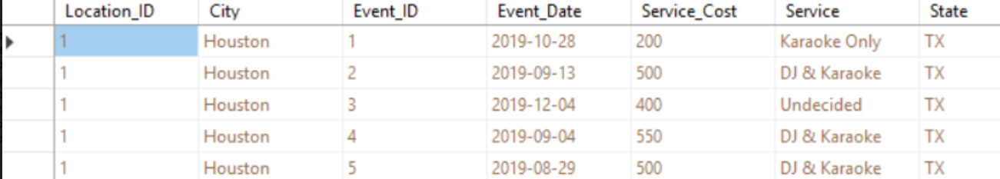 Location_ID City Event_ID Event_Date Service_Cost Service State
1 Houston 1 2019-10-28 200 Karaoke Only TX
1 Houston 2 2019-09-13 500 DJ & Karaoke TX
1 Houston 3 2019-12-04 400 Undecided TX
1 Houston 4 2019-09-04 550 DJ & Karaoke TX
1 Houston 5 2019-08-29 500 DJ & Karaoke TX